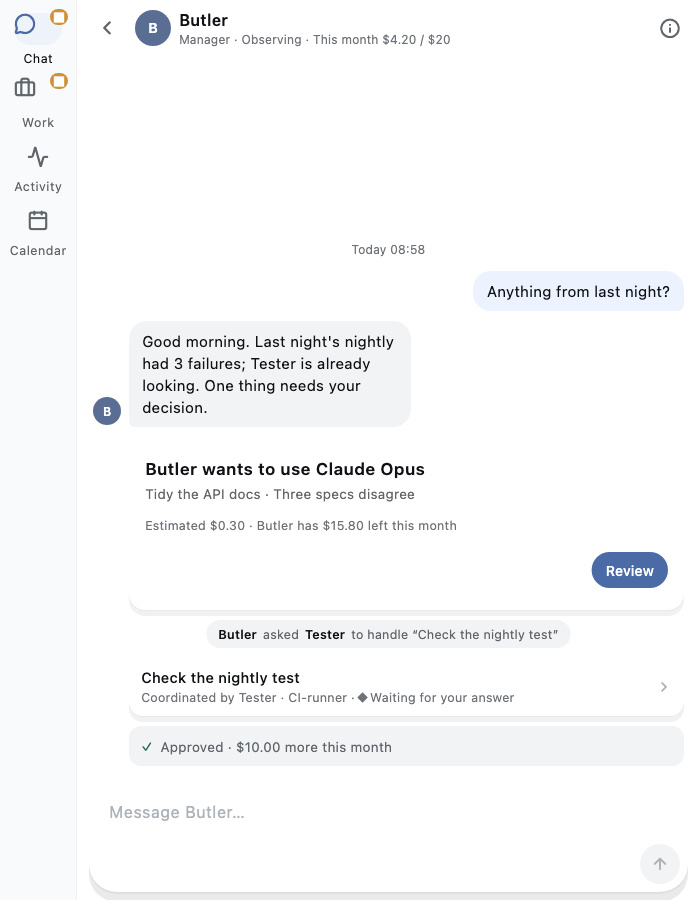 Chat
Work
Activity
Calendar
B
Butler
Manager · Observing · This month $4.20 / $20
Today 08:58
Anything from last night?
Good morning. Last night's nightly
had 3 failures; Tester is already
looking. One thing needs your
decision.
B
Butler wants to use Claude Opus
Tidy the API docs · Three specs disagree
Estimated $0.30 · Butler has $15.80 left this month
Review
Butler asked Tester to handle “Check the nightly test”
Check the nightly test
Coordinated by Tester · CI-runner · ◆ Waiting for your answer
✓ Approved · $10.00 more this month
Message Butler…